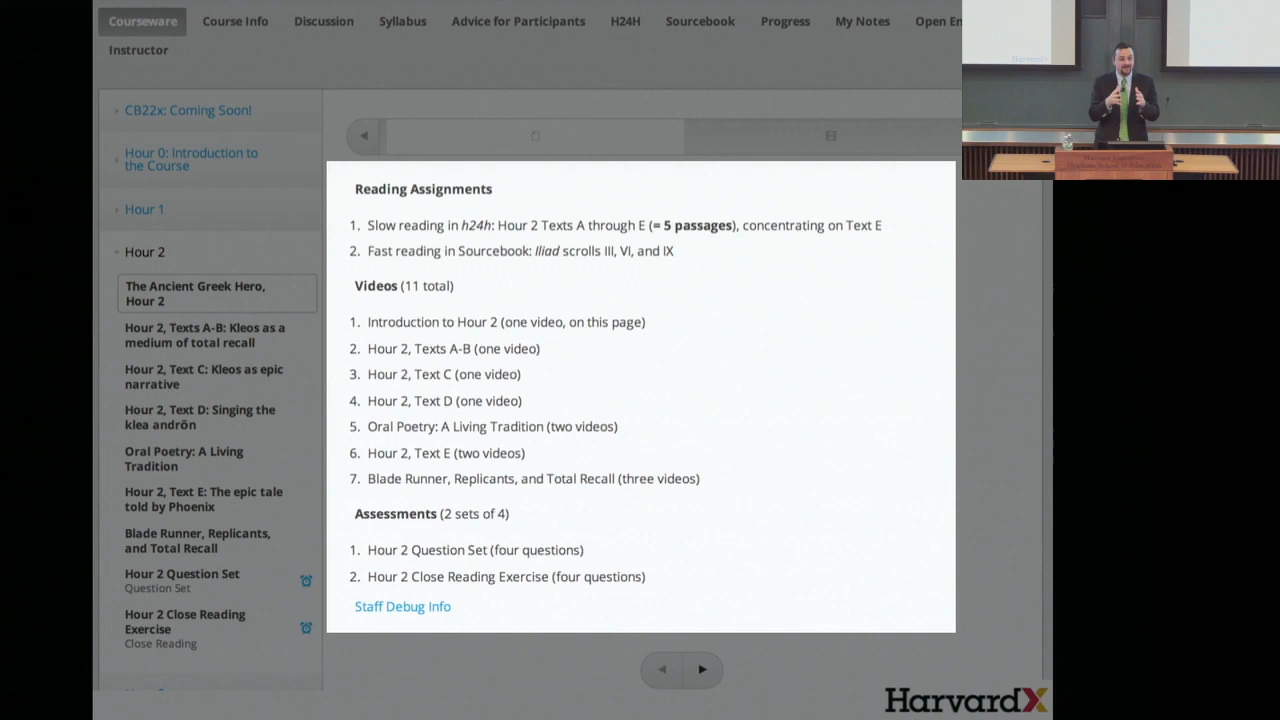 Courseware Course Info Discussion Syllabus Advice for Participants H24H Sourcebook Progress My Notes Open En
Instructor
HarvardX
CB22x: Coming Soon!
Hour 0: Introduction to
the Course
Hour 1
Hour 2
The Ancient Greek Hero,
Hour 2
Hour 2, Texts A-B: Kleos as a
medium of total recall
Hour 2, Text C: Kleos as epic
narrative
Hour 2, Text D: Singing the
klea andrōn
Oral Poetry: A Living
Tradition
Hour 2, Text E: The epic tale
told by Phoenix
Blade Runner, Replicants,
and Total Recall
Hour 2 Question Set
Question Set
Hour 2 Close Reading
Exercise
Close Reading
Reading Assignments
1. Slow reading in h24h: Hour 2 Texts A through E (= 5 passages), concentrating on Text E
2. Fast reading in Sourcebook: Iliad scrolls III, VI, and IX
Videos (11 total)
1. Introduction to Hour 2 (one video, on this page)
2. Hour 2, Texts A-B (one video)
3. Hour 2, Text C (one video)
4. Hour 2, Text D (one video)
5. Oral Poetry: A Living Tradition (two videos)
6. Hour 2, Text E (two videos)
7. Blade Runner, Replicants, and Total Recall (three videos)
Assessments (2 sets of 4)
1. Hour 2 Question Set (four questions)
2. Hour 2 Close Reading Exercise (four questions)
Staff Debug Info
Harvard University
Graduate School of Education
HarvardX